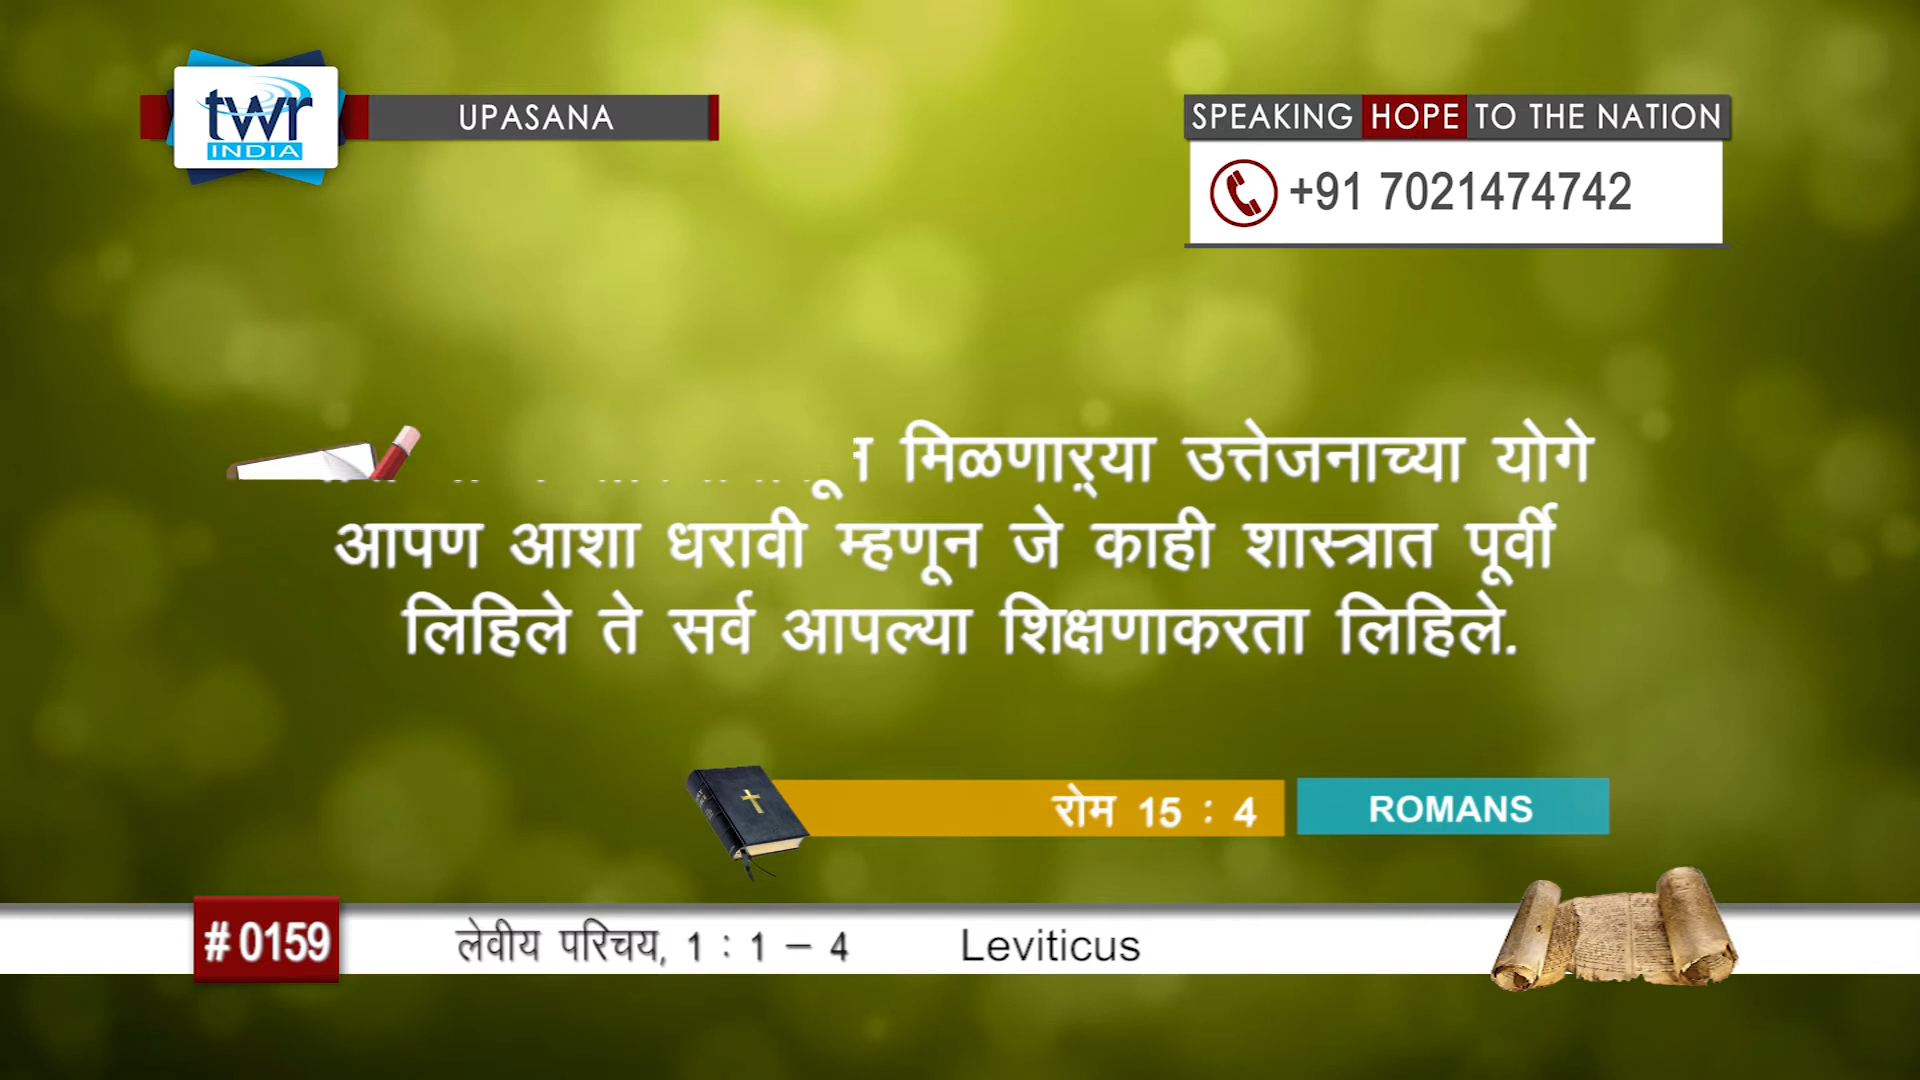 twr
INDIA
UPASANA
SPEAKING HOPE TO THE NATION
+91 7021474742
मिळणाऱ्या उत्तेजनाच्या योगे
आपण आशा धरावी म्हणून जे काही शास्त्रात पूर्वी
लिहिले ते सर्व आपल्या शिक्षणाकरता लिहिले.
रोम 15 : 4
ROMANS
# 0159
लेवीय परिचय, 1 : 1 – 4
Leviticus